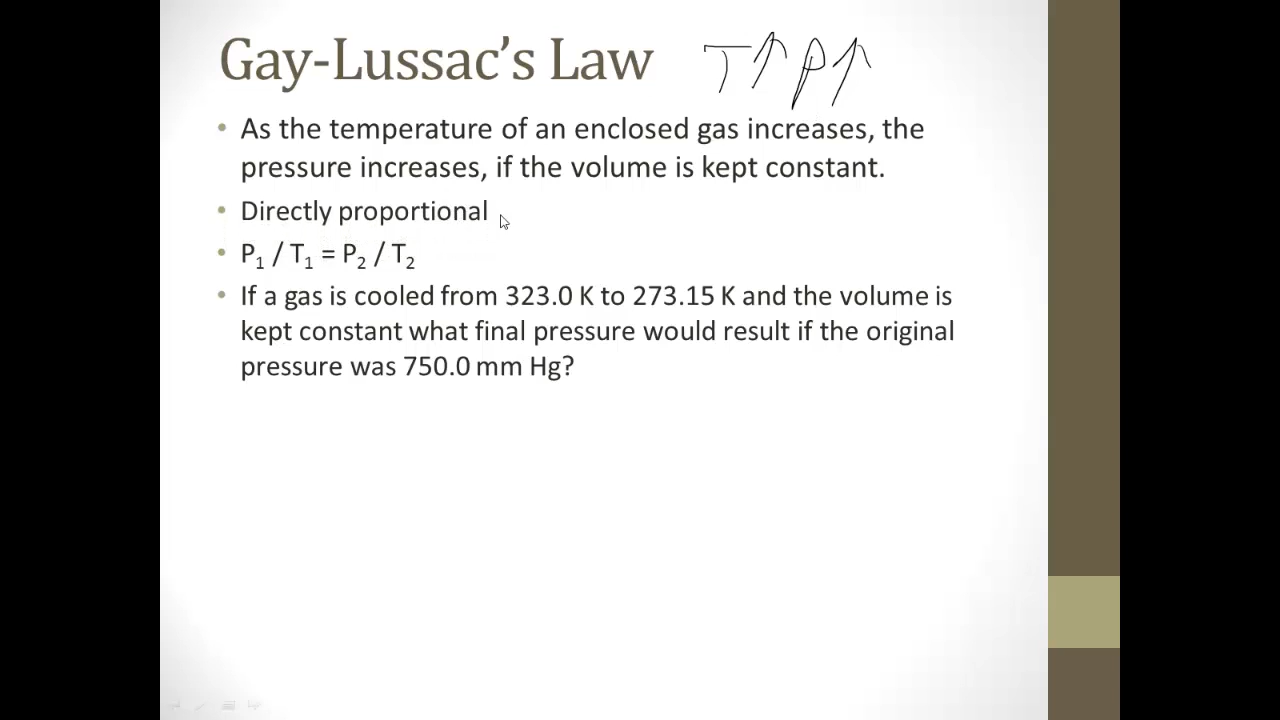 Gay-Lussac's Law T↑ P↑
• As the temperature of an enclosed gas increases, the
pressure increases, if the volume is kept constant.
• Directly proportional
• P₁ / T₁ = P₂ / T₂
• If a gas is cooled from 323.0 K to 273.15 K and the volume is
kept constant what final pressure would result if the original
pressure was 750.0 mm Hg?